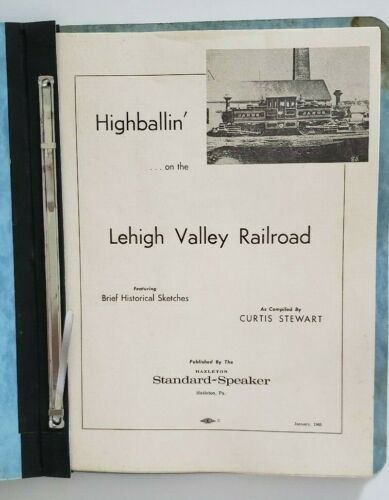 Highballin'
. . . on the
Lehigh Valley Railroad
Featuring
Brief Historical Sketches
As Compiled By
CURTIS STEWART
Published By The
HAZLETON
Standard-Speaker
Hazleton, Pa.
January,